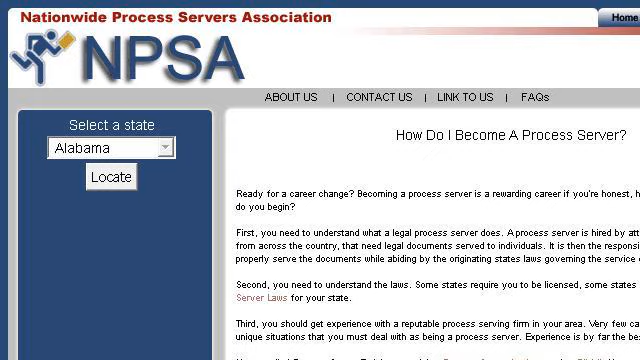 Nationwide Process Servers Association
Home
NPSA
ABOUT US | CONTACT US | LINK TO US | FAQs
Select a state
Alabama
Locate
How Do I Become A Process Server?
Ready for a career change? Becoming a process server is a rewarding career if you're honest,
do you begin?
First, you need to understand what a legal process server does. A process server is hired by
from across the country, that need legal documents served to individuals. It is then the
properly serve the documents while abiding by the originating states laws governing the service
Second, you need to understand the laws. Some states require you to be licensed, some states
Server Laws for your state.
Third, you should get experience with a reputable process serving firm in your area. Very few
unique situations that you must deal with as being a process server. Experience is by far the